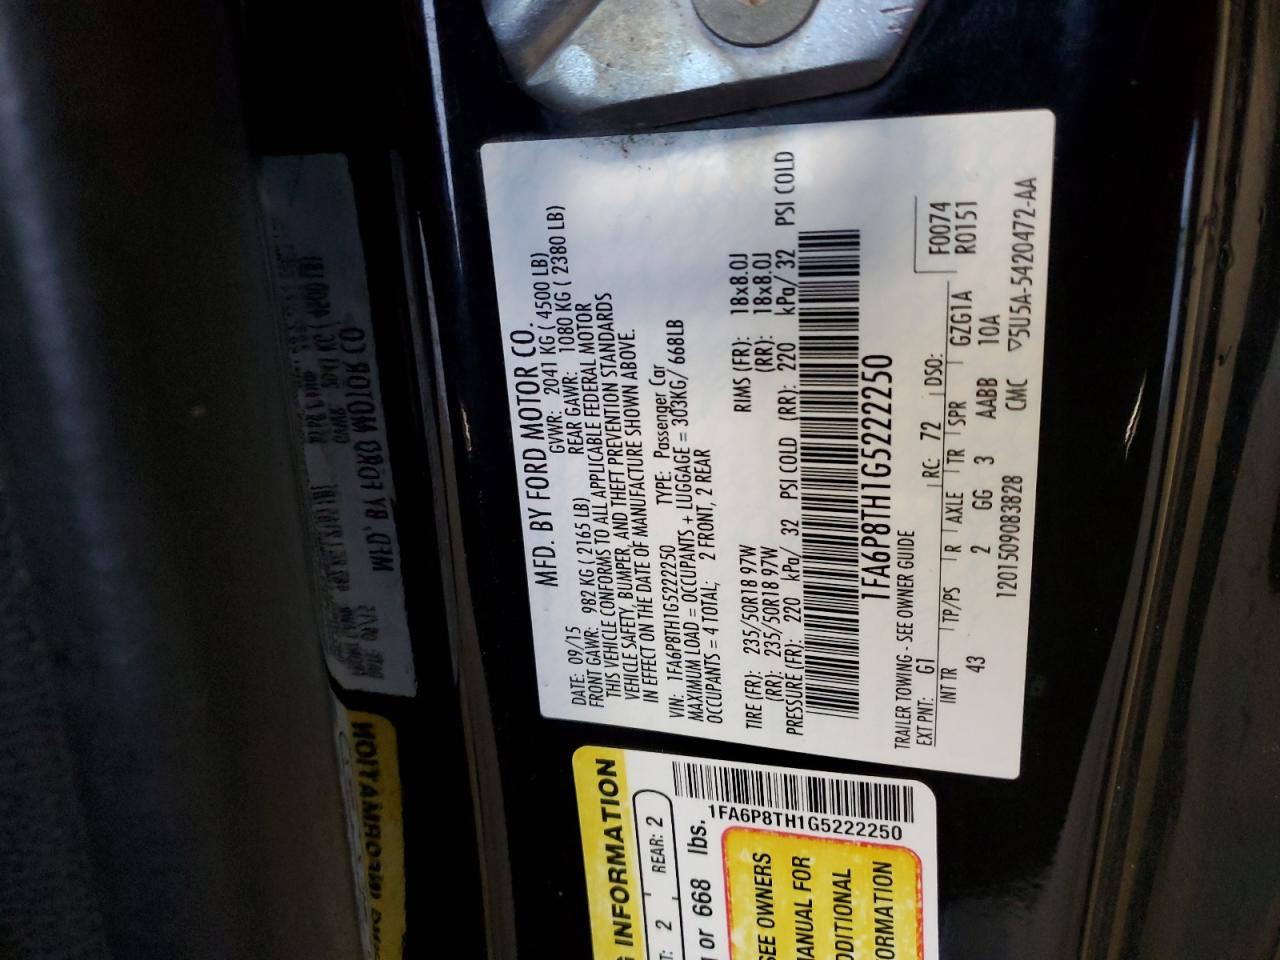 MFD. BY FORD MOTOR CO.
DATE: 09/15 GVWR: 2041 KG ( 4500 LB)
FRONT GAWR: 982 KG ( 2165 LB) REAR GAWR: 1080 KG ( 2380 LB)
THIS VEHICLE CONFORMS TO ALL APPLICABLE FEDERAL MOTOR
VEHICLE SAFETY, BUMPER, AND THEFT PREVENTION STANDARDS
IN EFFECT ON THE DATE OF MANUFACTURE SHOWN ABOVE.
VIN: 1FA6P8TH1G5222250 TYPE: Passenger Car
MAXIMUM LOAD = OCCUPANTS + LUGGAGE = 303KG/ 668LB
OCCUPANTS = 4 TOTAL; 2 FRONT, 2 REAR
TIRE (FR): 235/50R18 97W RIMS (FR): 18x8.0J
(RR): 235/50R18 97W (RR): 18x8.0J
PRESSURE (FR): 220 kPa/ 32 PSI COLD (RR): 220 kPa/ 32 PSI COLD
1FA6P8TH1G5222250
TRAILER TOWING - SEE OWNER GUIDE
EXT PNT: G1 RC: 72 DSO: F0074
R0151
INT TR TP/PS R AXLE TR SPR GZG1A
43 2 GG 3 AABB 10A
1201509083828 CMC ▽5U5A-5420472-AA
G INFORMATION
T: 2 REAR: 2
g or 668 lbs.
1FA6P8TH1G5222250
SEE OWNERS
MANUAL FOR
DDITIONAL
ORMATION